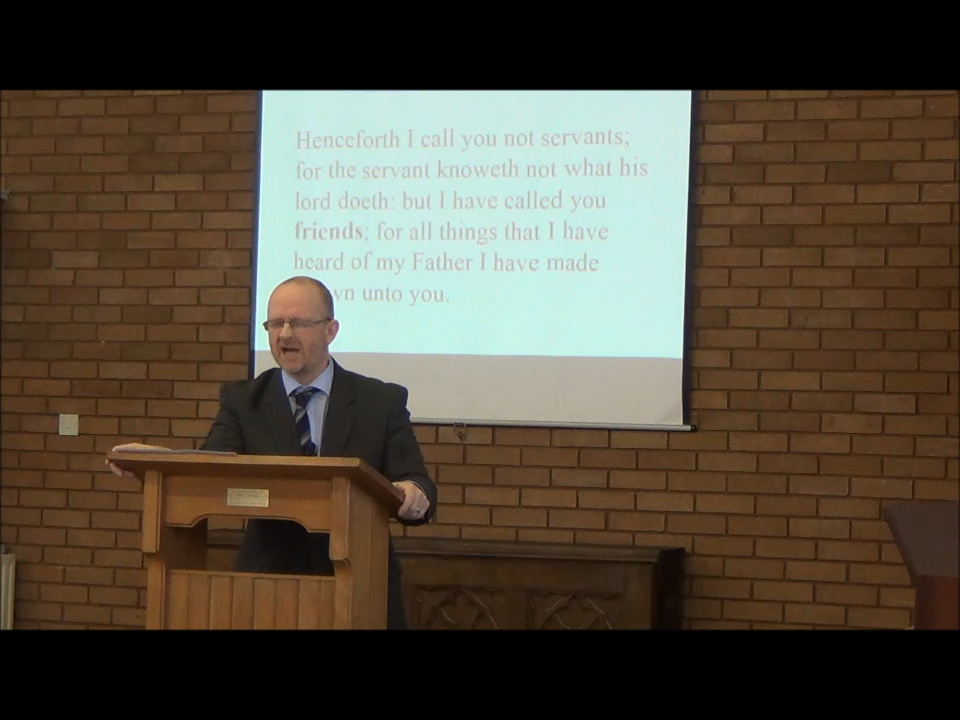 Henceforth I call you not servants;
for the servant knoweth not what his
lord doeth: but I have called you
friends; for all things that I have
heard of my Father I have made
wn unto you.